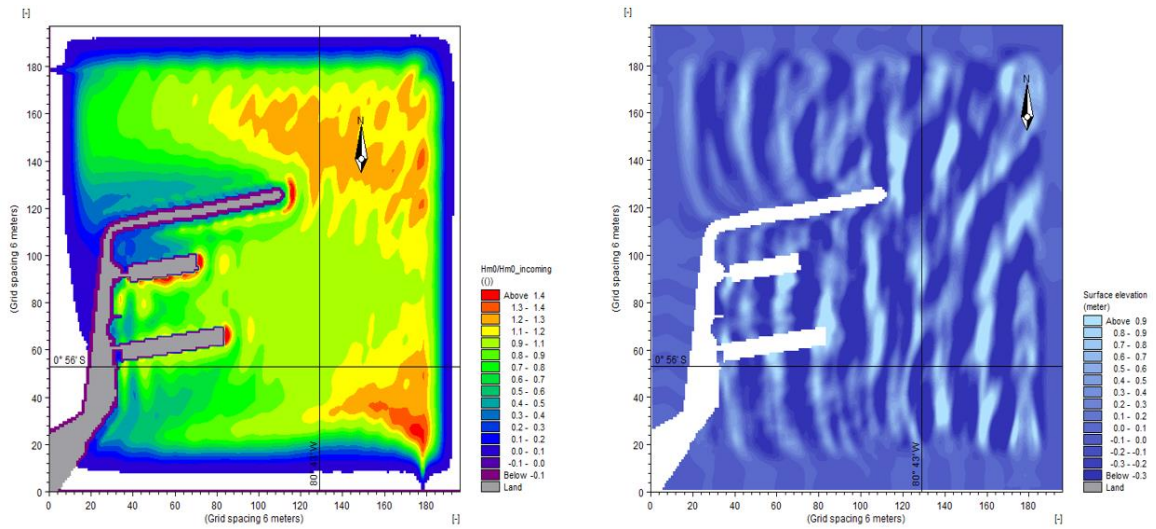 [-]
180
160
140
120
100
80
60
40
20
0
(Grid spacing 6 meters)
0 20 40 60 80 100 120 140 160 180
(Grid spacing 6 meters)
[-]
N
0° 56' S
80° 43' W
Hm0/Hm0_incoming
(())
Above 1.4
1.3 - 1.4
1.2 - 1.3
1.1 - 1.2
0.9 - 1.1
0.8 - 0.9
0.7 - 0.8
0.6 - 0.7
0.5 - 0.6
0.4 - 0.5
0.3 - 0.4
0.2 - 0.3
0.1 - 0.2
0.0 - 0.1
-0.1 - 0.0
Below -0.1
Land
[-]
180
160
140
120
100
80
60
40
20
0
(Grid spacing 6 meters)
0 20 40 60 80 100 120 140 160 180
(Grid spacing 6 meters)
[-]
N
0° 56' S
80° 43' W
Surface elevation
(meter)
Above 0.9
0.8 - 0.9
0.7 - 0.8
0.6 - 0.7
0.5 - 0.6
0.4 - 0.5
0.3 - 0.4
0.2 - 0.3
0.1 - 0.2
0.0 - 0.1
-0.1 - 0.0
-0.2 - -0.1
-0.3 - -0.2
Below -0.3
Land